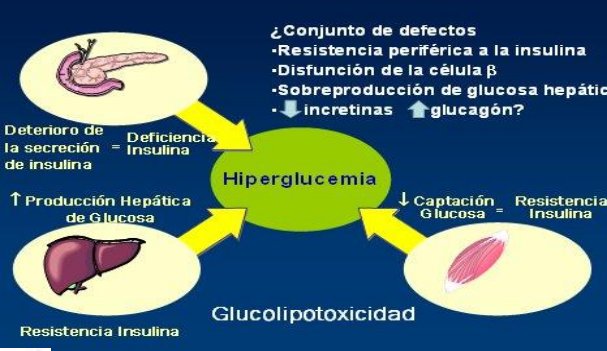 ¿Conjunto de defectos
-Resistencia periférica a la insulina
-Disfunción de la célula β
-Sobreproducción de glucosa hepátic
-⬇incretinas ⬆glucagón?
Deterioro de
la secreción = Deficiencia
de insulina Insulina
Hiperglucemia
↑ Producción Hepática
de Glucosa
↓ Captación = Resistencia
Glucosa Insulina
Glucolipotoxicidad
Resistencia Insulina